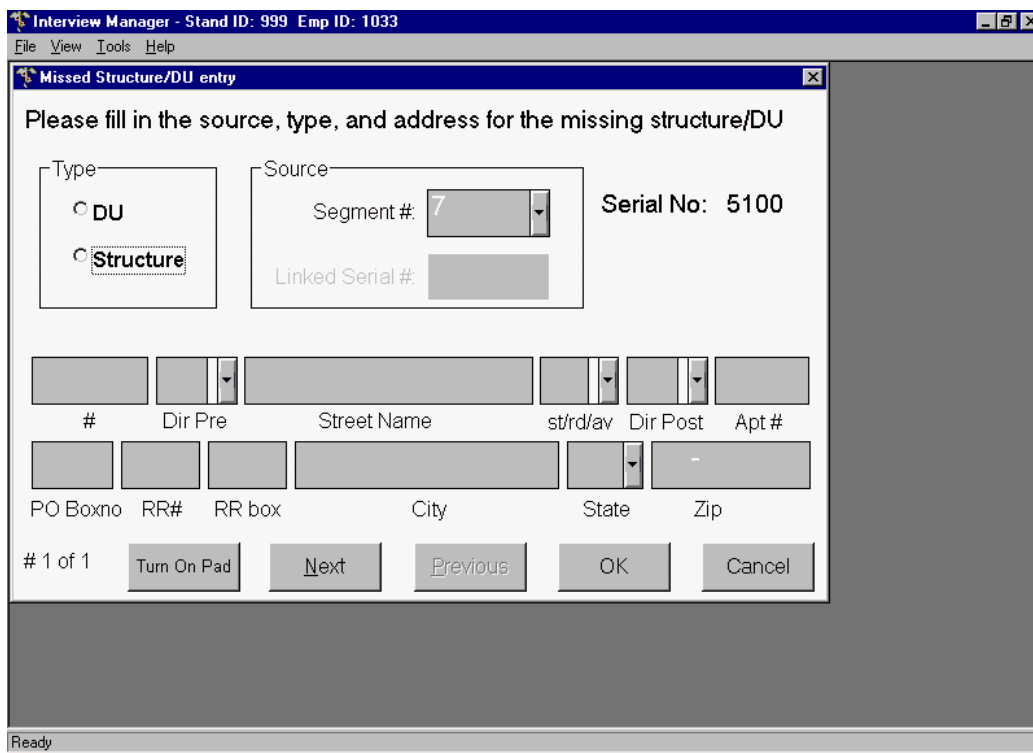 Interview Manager - Stand ID: 999 Emp ID: 1033
File View Tools Help
Missed Structure/DU entry
Please fill in the source, type, and address for the missing structure/DU
Type
DU
Structure
Source
Segment #: 7
Linked Serial #:
Serial No: 5100
# Dir Pre Street Name st/rd/av Dir Post Apt #
-
PO Boxno RR# RR box City State Zip
# 1 of 1 Turn On Pad Next Previous OK Cancel
Ready